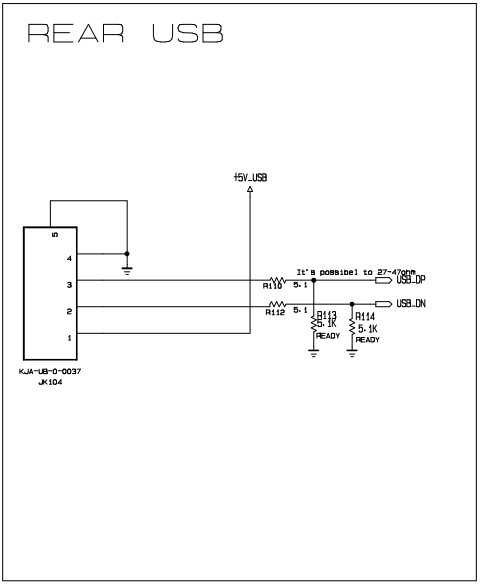 REAR USB
+5V_USB
5
4
It's possibel to 27~47ohm
3
R110
5.1
USB_DP
2
R112
5.1
USB_DN
R113
5.1K
READY
R114
5.1K
READY
1
KJA-UB-0-0037
JK104